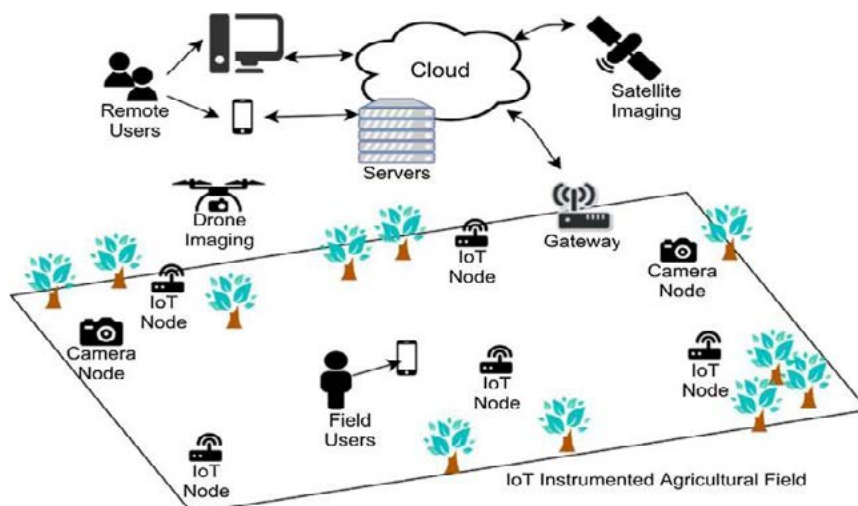 Cloud
Remote
Users
Satellite
Imaging
Servers
Drone
Imaging
Gateway
IoT
Node
Camera
Node
IoT
Node
Camera
Node
IoT
Node
IoT
Node
Field
Users
IoT
Node
IoT Instrumented Agricultural Field